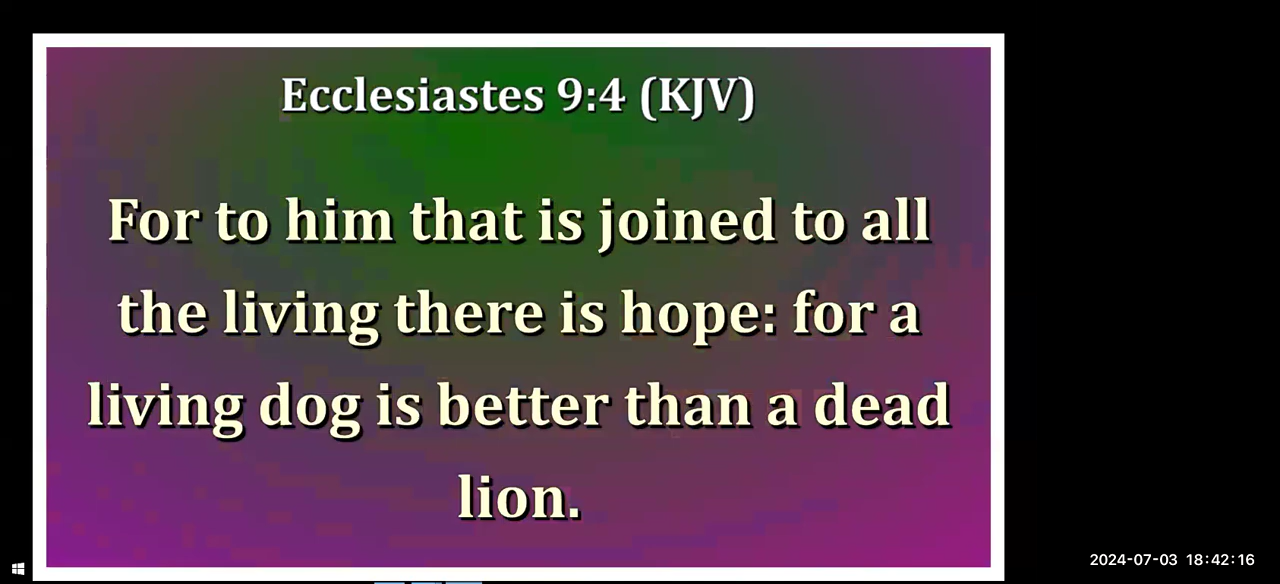 Ecclesiastes 9:4 (KJV)
For to him that is joined to all
the living there is hope: for a
living dog is better than a dead
lion.
2024-07-03 18:42:16